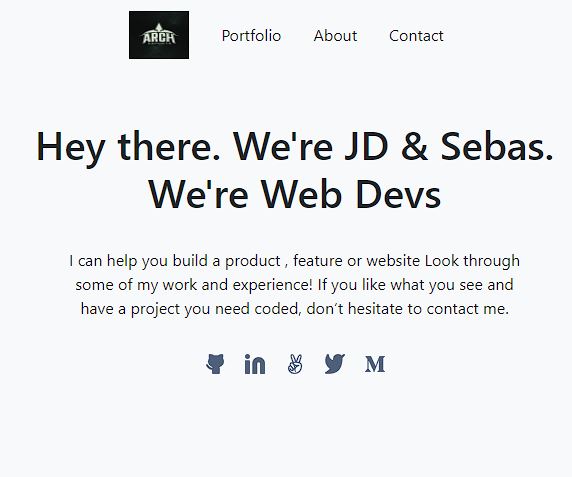 ARCH
Portfolio About Contact
Hey there. We're JD & Sebas.
We're Web Devs
I can help you build a product , feature or website Look through
some of my work and experience! If you like what you see and
have a project you need coded, don’t hesitate to contact me.